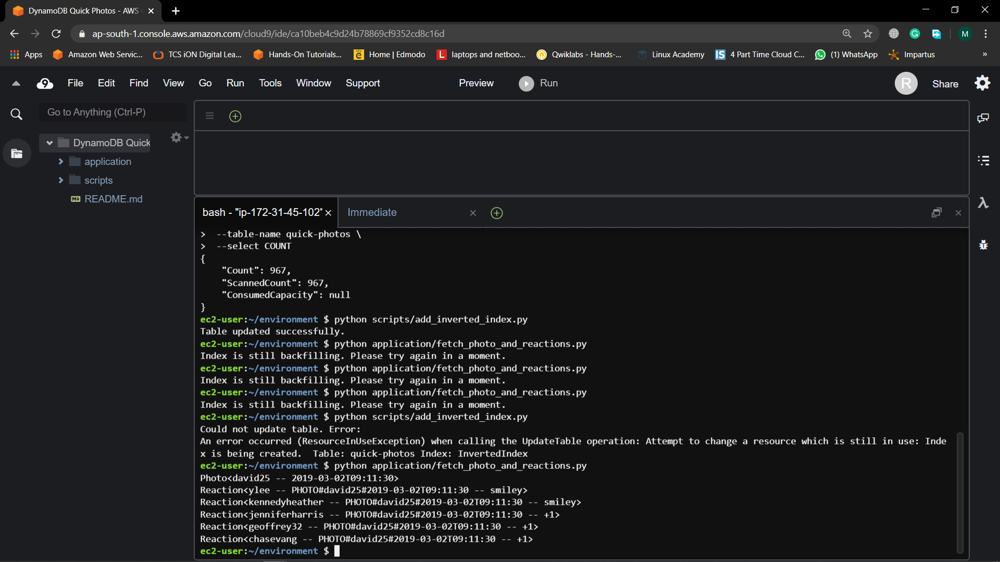 DynamoDB Quick Photos - AWS
ap-south-1.console.aws.amazon.com/cloud9/ide/ca10beb4c9d24b78869cf9352cd8c16d
M
Apps Amazon Web Servic... TCS iON Digital Lea... Hands-On Tutorials... Home | Edmodo laptops and netboo... Qwiklabs - Hands-... Linux Academy 4 Part Time Cloud C... (1) WhatsApp Impartus »
9 File Edit Find View Go Run Tools Window Support Preview Run R Share
Go to Anything (Ctrl-P)
DynamoDB Quick
application
scripts
README.md
bash - "ip-172-31-45-102" Immediate
>  --table-name quick-photos \
>  --select COUNT
{
"Count": 967,
"ScannedCount": 967,
"ConsumedCapacity": null
}
ec2-user:~/environment $ python scripts/add_inverted_index.py
Table updated successfully.
ec2-user:~/environment $ python application/fetch_photo_and_reactions.py
Index is still backfilling. Please try again in a moment.
ec2-user:~/environment $ python application/fetch_photo_and_reactions.py
Index is still backfilling. Please try again in a moment.
ec2-user:~/environment $ python application/fetch_photo_and_reactions.py
Index is still backfilling. Please try again in a moment.
ec2-user:~/environment $ python scripts/add_inverted_index.py
Could not update table. Error:
An error occurred (ResourceInUseException) when calling the UpdateTable operation: Attempt to change a resource which is still in use: Inde
x is being created.  Table: quick-photos Index: InvertedIndex
ec2-user:~/environment $ python application/fetch_photo_and_reactions.py
Photo<david25 -- 2019-03-02T09:11:30>
Reaction<ylee -- PHOTO#david25#2019-03-02T09:11:30 -- smiley>
Reaction<kennedyheather -- PHOTO#david25#2019-03-02T09:11:30 -- smiley>
Reaction<jenniferharris -- PHOTO#david25#2019-03-02T09:11:30 -- +1>
Reaction<geoffrey32 -- PHOTO#david25#2019-03-02T09:11:30 -- +1>
Reaction<chasevang -- PHOTO#david25#2019-03-02T09:11:30 -- +1>
ec2-user:~/environment $